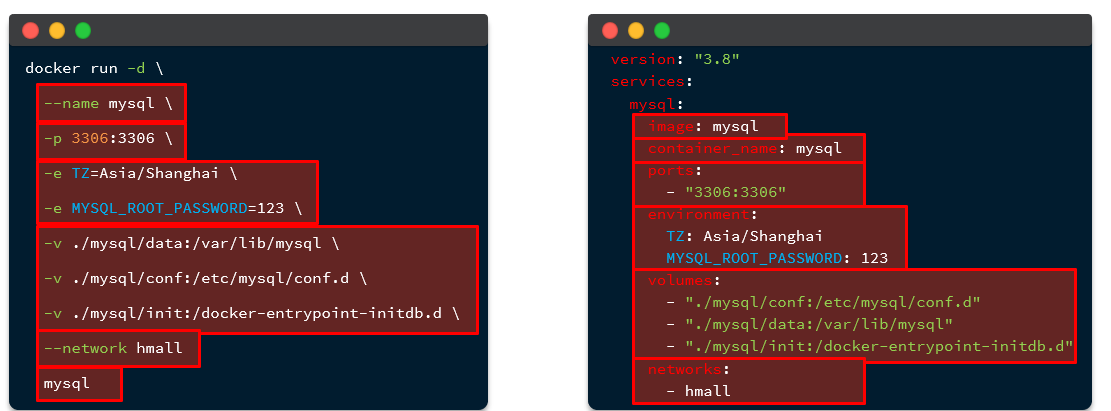 docker run -d \
--name mysql \
-p 3306:3306 \
-e TZ=Asia/Shanghai \
-e MYSQL_ROOT_PASSWORD=123 \
-v ./mysql/data:/var/lib/mysql \
-v ./mysql/conf:/etc/mysql/conf.d \
-v ./mysql/init:/docker-entrypoint-initdb.d \
--network hmall
mysql
version: "3.8"
services:
  mysql:
    image: mysql
    container_name: mysql
    ports:
      - "3306:3306"
    environment:
      TZ: Asia/Shanghai
      MYSQL_ROOT_PASSWORD: 123
    volumes:
      - "./mysql/conf:/etc/mysql/conf.d"
      - "./mysql/data:/var/lib/mysql"
      - "./mysql/init:/docker-entrypoint-initdb.d"
    networks:
      - hmall